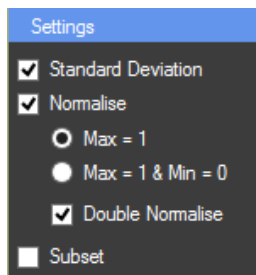 Settings
Standard Deviation
Normalise
Max = 1
Max = 1 & Min = 0
Double Normalise
Subset